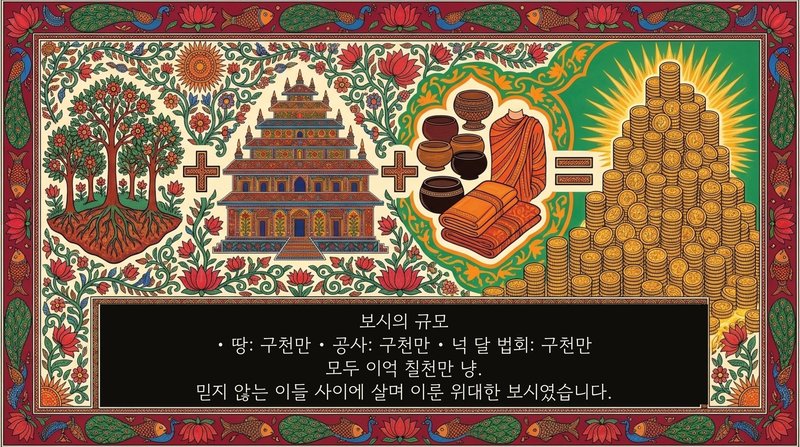 보시의 규모
• 땅: 구천만 • 공사: 구천만 • 넉 달 법회: 구천만
모두 이억 칠천만 냥.
믿지 않는 이들 사이에 살며 이룬 위대한 보시였습니다.